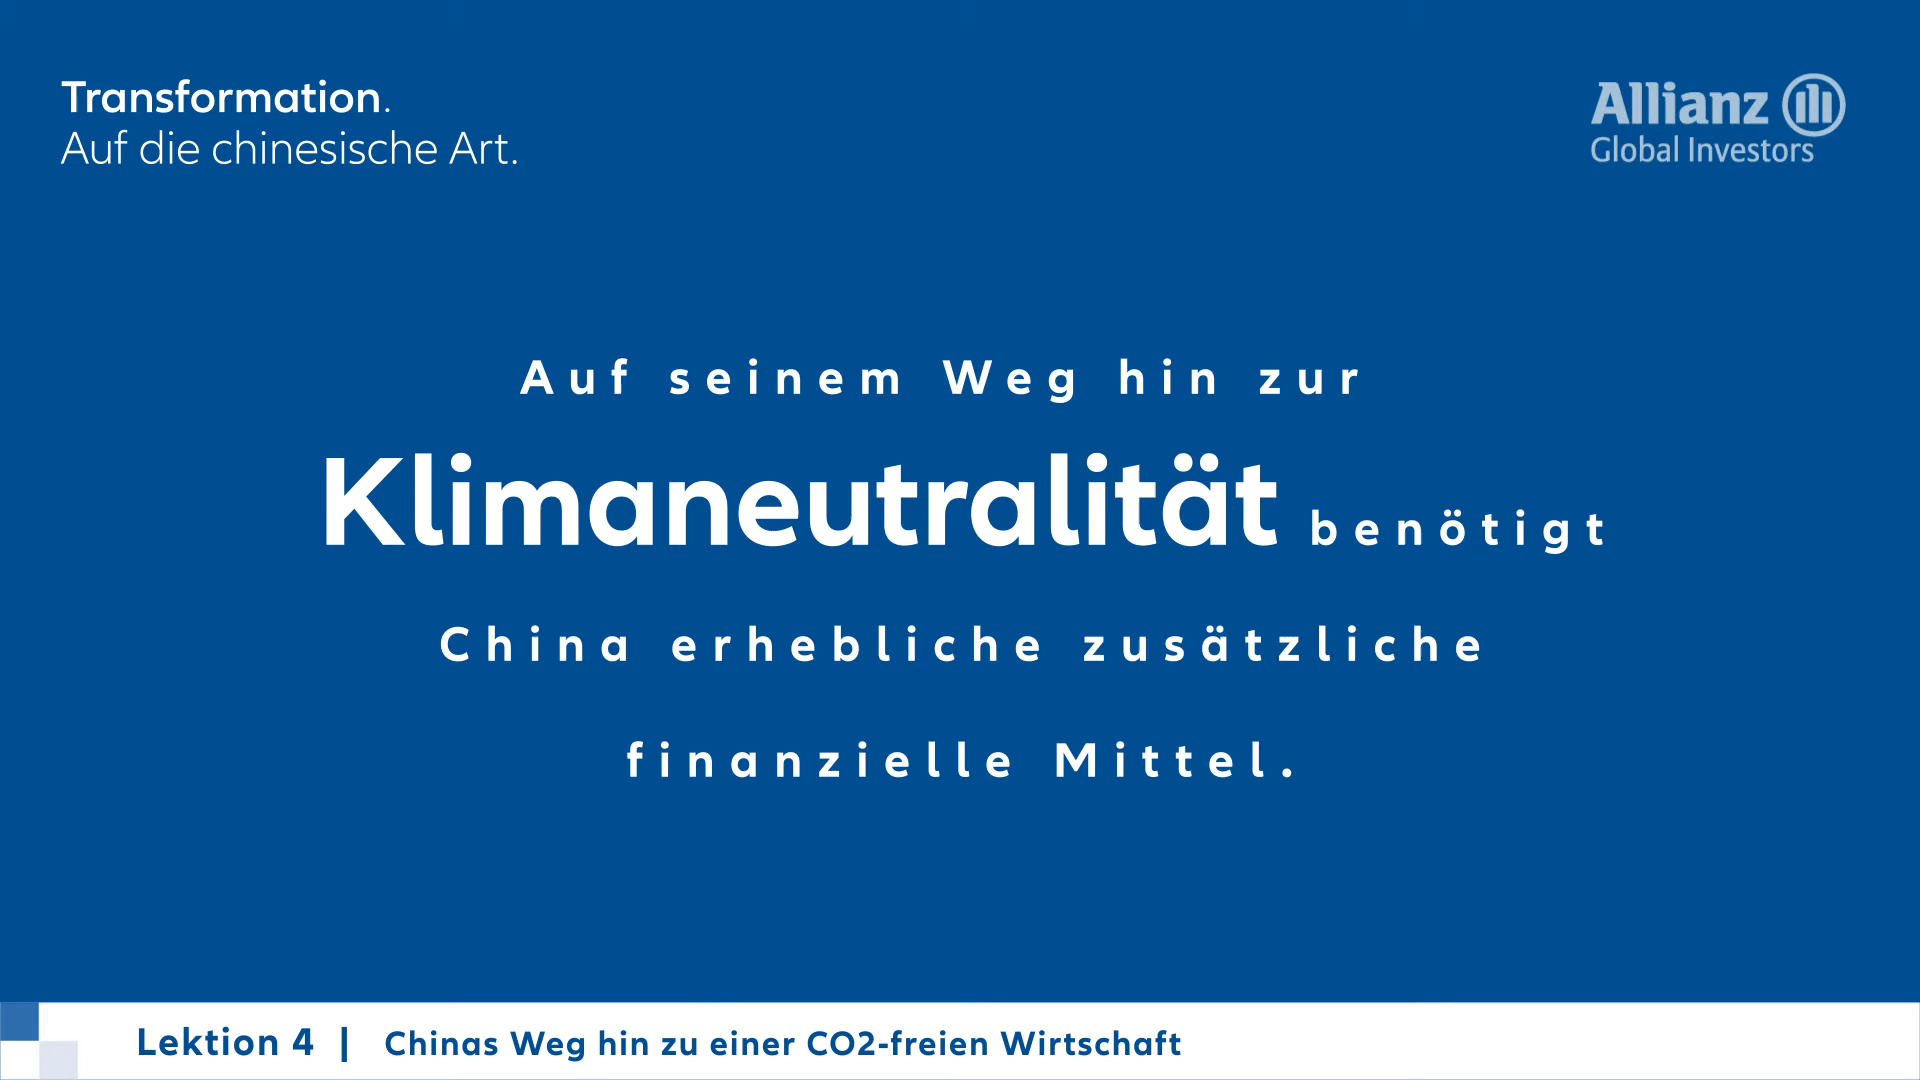 Transformation.
Auf die chinesische Art.
Allianz
Global Investors
Auf seinem Weg hin zur
Klimaneutralität benötigt
China erhebliche zusätzliche
finanzielle Mittel.
Lektion 4 | Chinas Weg hin zu einer CO2-freien Wirtschaft